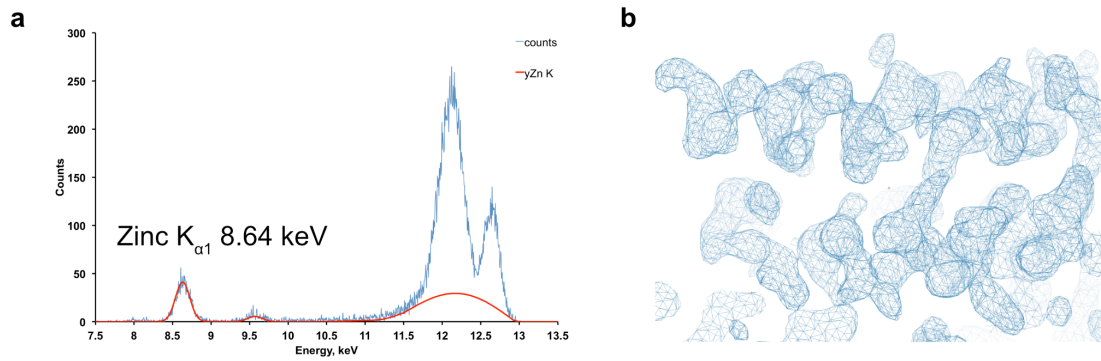 a
b
300
250
200
150
100
50
0
Counts
counts
yZn K
Zinc Kα1 8.64 keV
7.5 8 8.5 9 9.5 10 10.5 11 11.5 12 12.5 13 13.5
Energy, keV